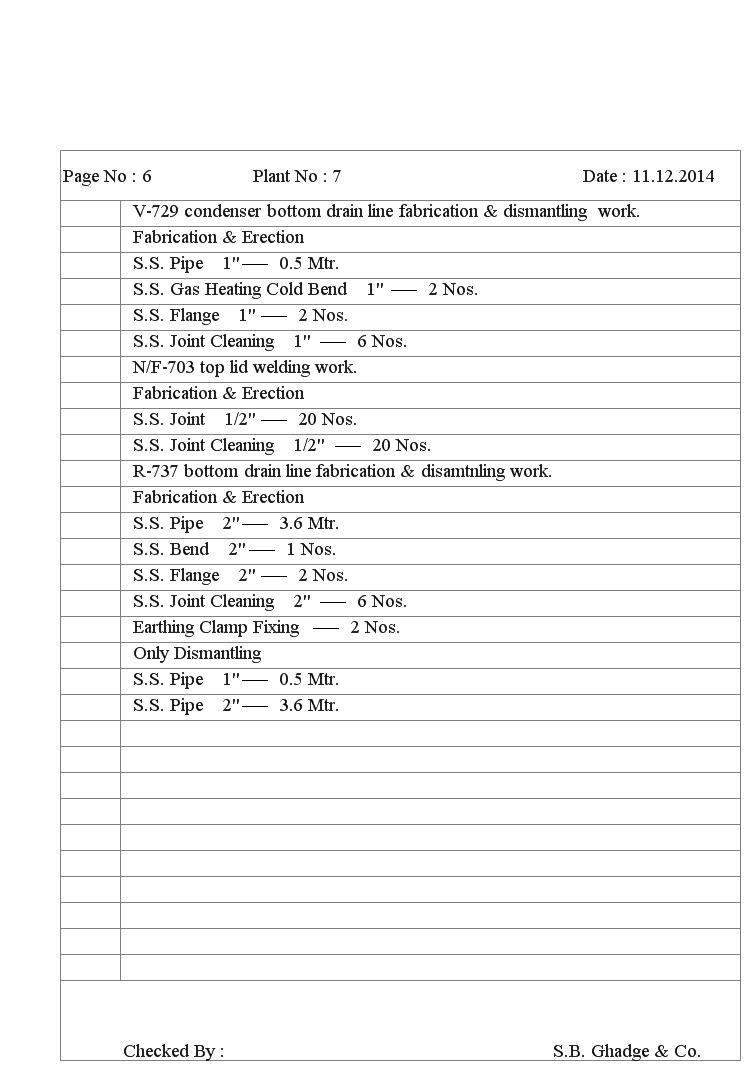 Page No : 6 Plant No : 7 Date : 11.12.2014
V-729 condenser bottom drain line fabrication & dismantling work.
Fabrication & Erection
S.S. Pipe 1"— 0.5 Mtr.
S.S. Gas Heating Cold Bend 1" — 2 Nos.
S.S. Flange 1" — 2 Nos.
S.S. Joint Cleaning 1" — 6 Nos.
N/F-703 top lid welding work.
Fabrication & Erection
S.S. Joint 1/2" — 20 Nos.
S.S. Joint Cleaning 1/2" — 20 Nos.
R-737 bottom drain line fabrication & disamtnling work.
Fabrication & Erection
S.S. Pipe 2"— 3.6 Mtr.
S.S. Bend 2"— 1 Nos.
S.S. Flange 2" — 2 Nos.
S.S. Joint Cleaning 2" — 6 Nos.
Earthing Clamp Fixing — 2 Nos.
Only Dismantling
S.S. Pipe 1"— 0.5 Mtr.
S.S. Pipe 2"— 3.6 Mtr.
Checked By : S.B. Ghadge & Co.